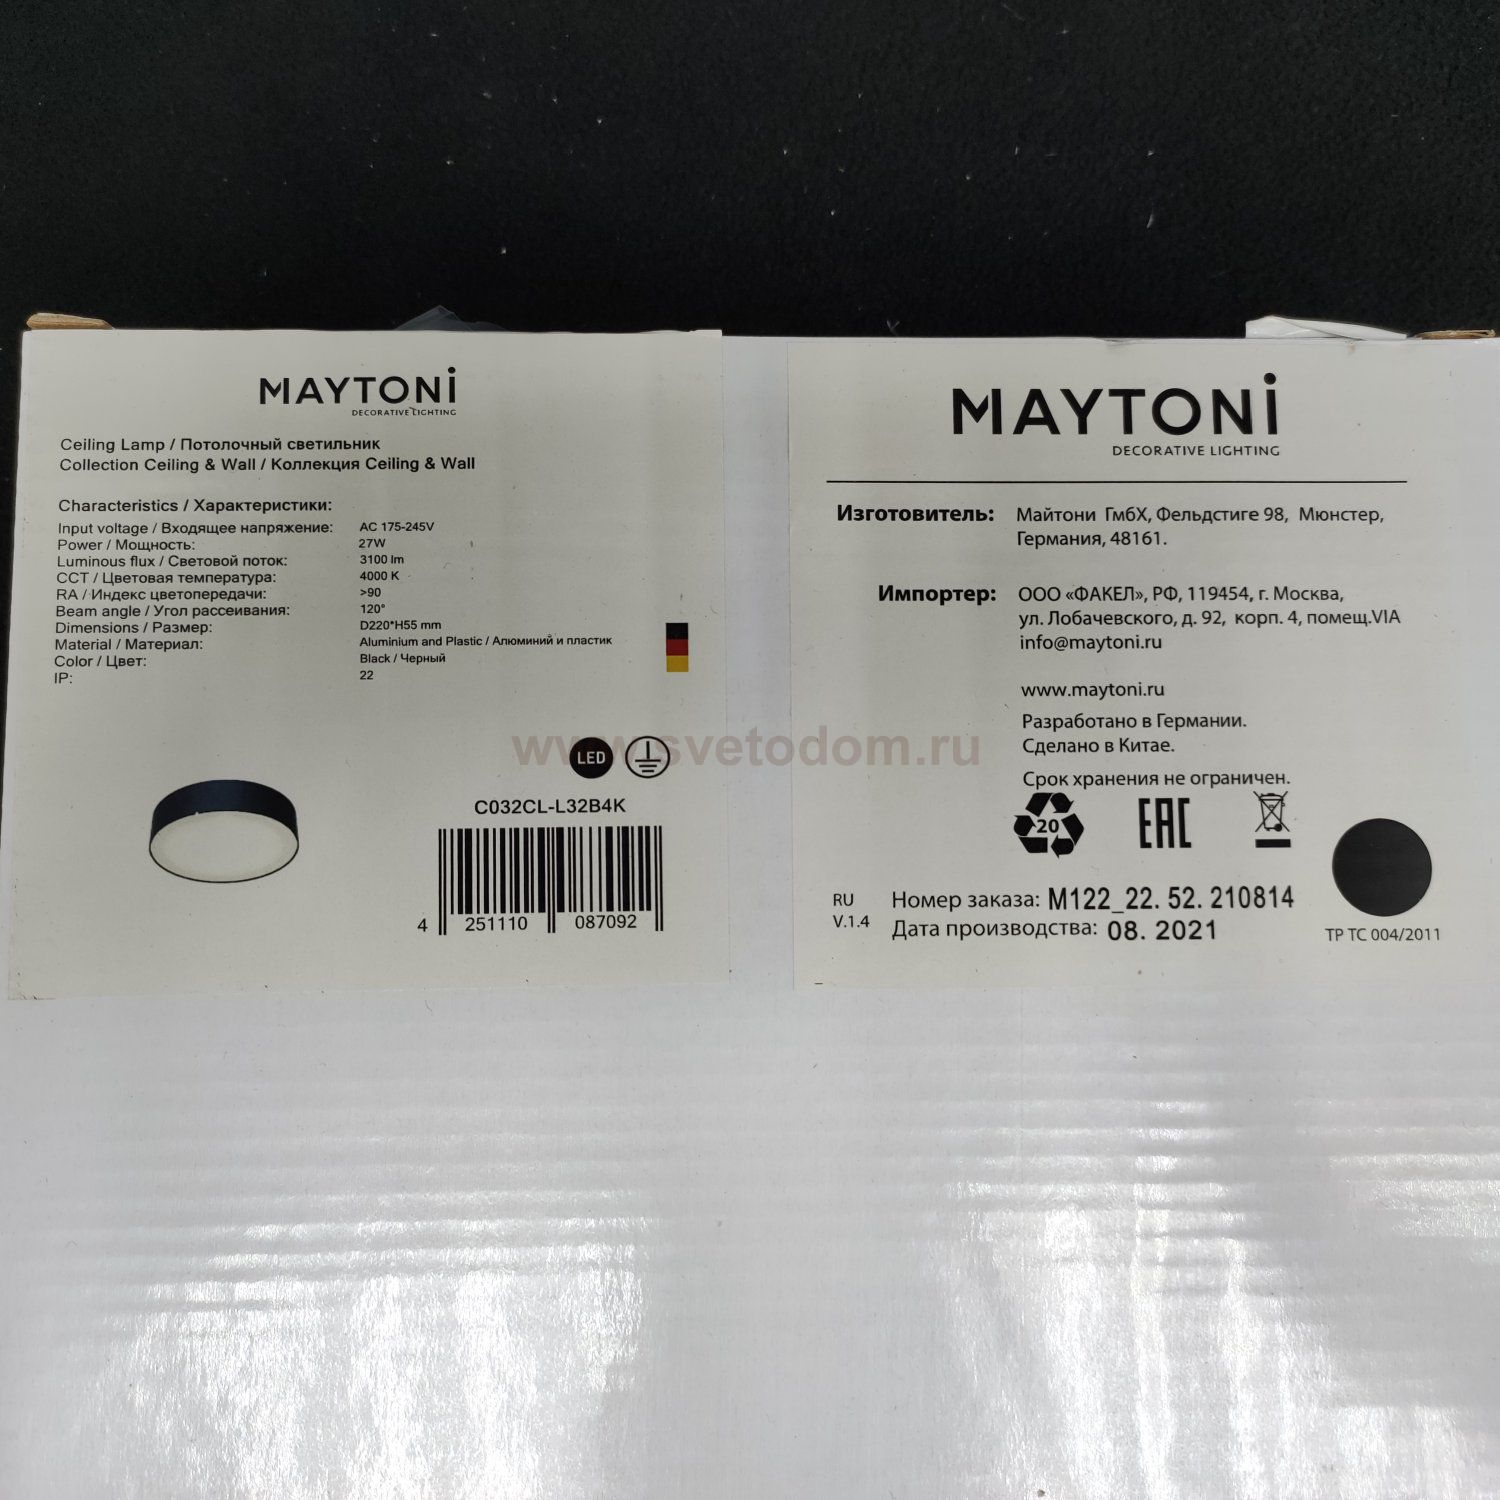 MAYTONI
DECORATIVE LIGHTING
Ceiling Lamp / Потолочный светильник
Collection Ceiling & Wall / Коллекция Ceiling & Wall
Characteristics / Характеристики:
Input voltage / Входящее напряжение: AC 175-245V
Power / Мощность: 27W
Luminous flux / Световой поток: 3100 lm
CCT / Цветовая температура: 4000 K
RA / Индекс цветопередачи: >90
Beam angle / Угол рассеивания: 120°
Dimensions / Размер: D220*H55 mm
Material / Материал: Aluminium and Plastic / Алюминий и пластик
Color / Цвет: Black / Черный
IP: 22
LED
C032CL-L32B4K
4 251110 087092
MAYTONI
DECORATIVE LIGHTING
Изготовитель: Майтони ГмбХ, Фельдстиге 98, Мюнстер,
Германия, 48161.
Импортер: ООО «ФАКЕЛ», РФ, 119454, г. Москва,
ул. Лобачевского, д. 92, корп. 4, помещ.VIA
info@maytoni.ru
www.maytoni.ru
Разработано в Германии.
Сделано в Китае.
Срок хранения не ограничен.
20
EAC
RU
V.1.4
Номер заказа: M122_22. 52. 210814
Дата производства: 08. 2021
ТР ТС 004/2011
www.svetodom.ru